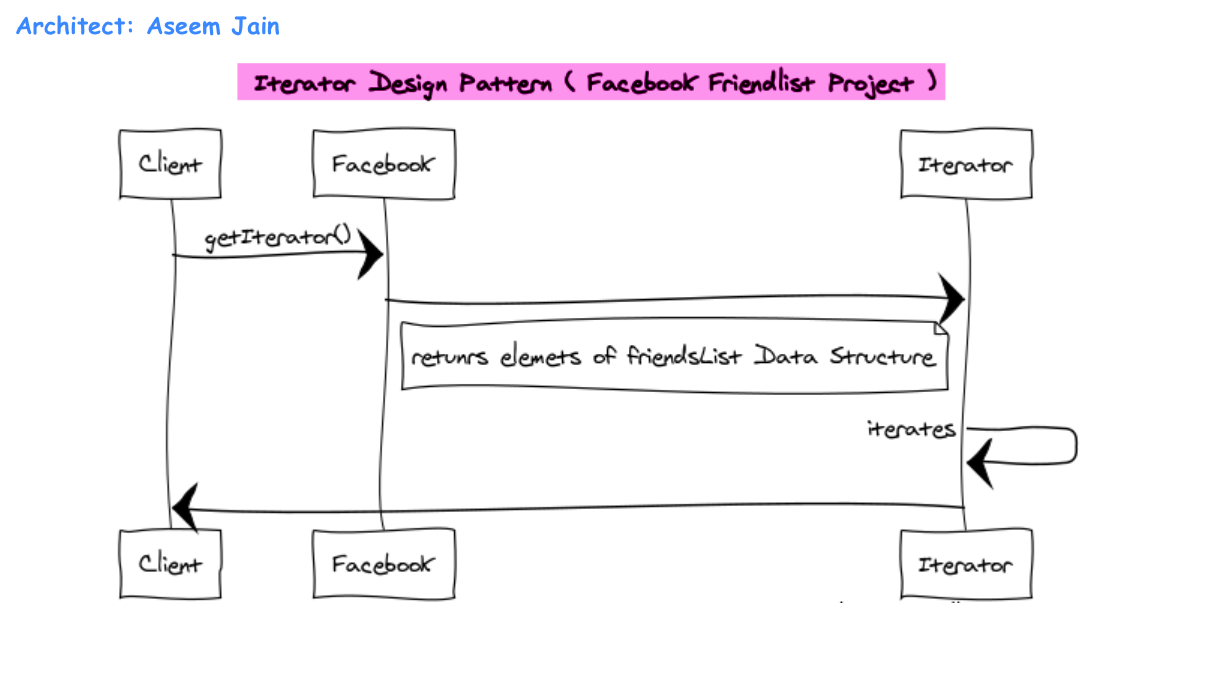 Architect: Aseem Jain
Iterator Design Pattern ( Facebook Friendlist Project )
Client
Facebook
Iterator
getIterator()
retunrs elemets of friendsList Data Structure
iterates
Client
Facebook
Iterator